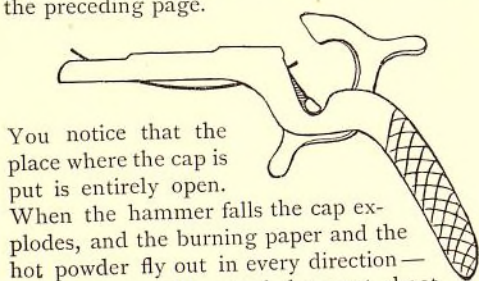 the preceding page.
You notice that the
place where the cap is
put is entirely open.
When the hammer falls the cap ex-
plodes, and the burning paper and the
hot powder fly out in every direction—